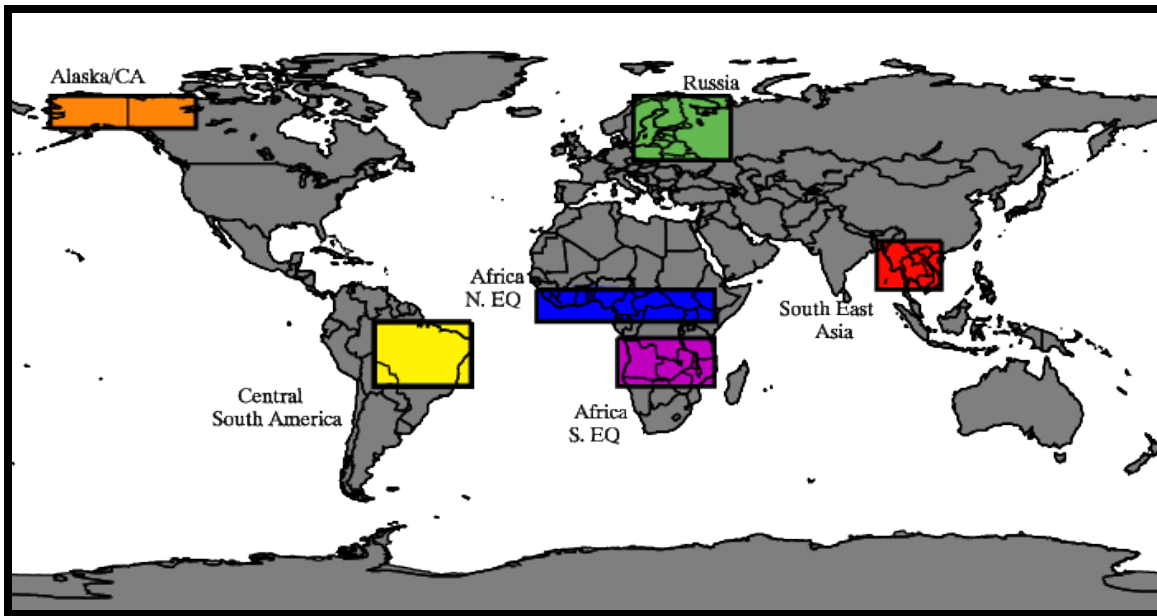 Alaska/CA
Russia
Africa
N. EQ
South East
Asia
Central
South America
Africa
S. EQ